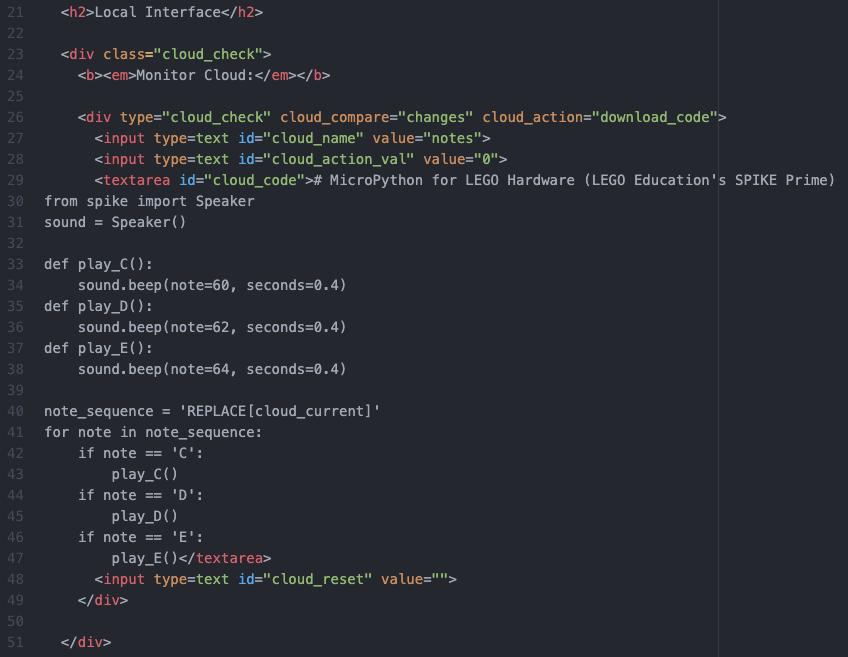 21 <h2>Local Interface</h2>
22
23 <div class="cloud_check">
24 <b><em>Monitor Cloud:</em></b>
25
26 <div type="cloud_check" cloud_compare="changes" cloud_action="download_code">
27 <input type=text id="cloud_name" value="notes">
28 <input type=text id="cloud_action_val" value="0">
29 <textarea id="cloud_code"># MicroPython for LEGO Hardware (LEGO Education's SPIKE Prime)
30 from spike import Speaker
31 sound = Speaker()
32
33 def play_C():
34     sound.beep(note=60, seconds=0.4)
35 def play_D():
36     sound.beep(note=62, seconds=0.4)
37 def play_E():
38     sound.beep(note=64, seconds=0.4)
39
40 note_sequence = 'REPLACE[cloud_current]'
41 for note in note_sequence:
42     if note == 'C':
43         play_C()
44     if note == 'D':
45         play_D()
46     if note == 'E':
47         play_E()</textarea>
48 <input type=text id="cloud_reset" value="">
49 </div>
50
51 </div>